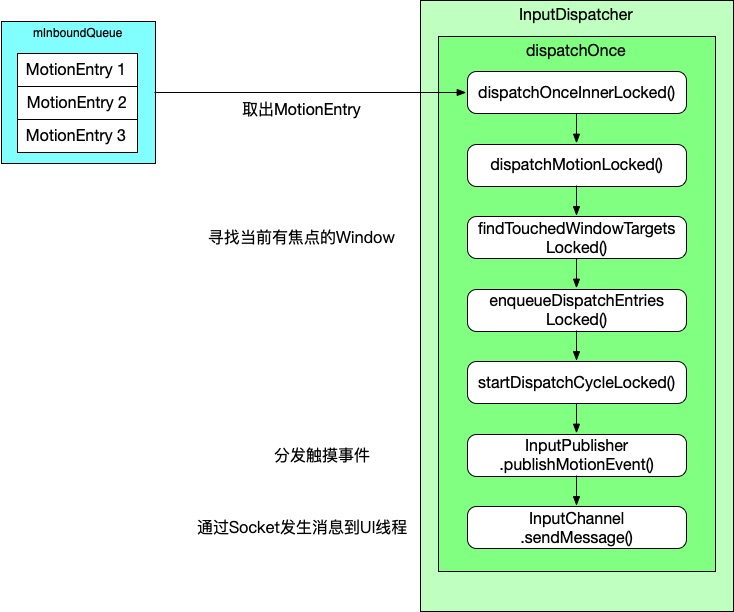 mInboundQueue
MotionEntry 1
MotionEntry 2
MotionEntry 3
取出MotionEntry
寻找当前有焦点的Window
分发触摸事件
通过Socket发生消息到UI线程
InputDispatcher
dispatchOnce
dispatchOnceInnerLocked()
dispatchMotionLocked()
findTouchedWindowTargets
Locked()
enqueueDispatchEntries
Locked()
startDispatchCycleLocked()
InputPublisher
.publishMotionEvent()
InputChannel
.sendMessage()